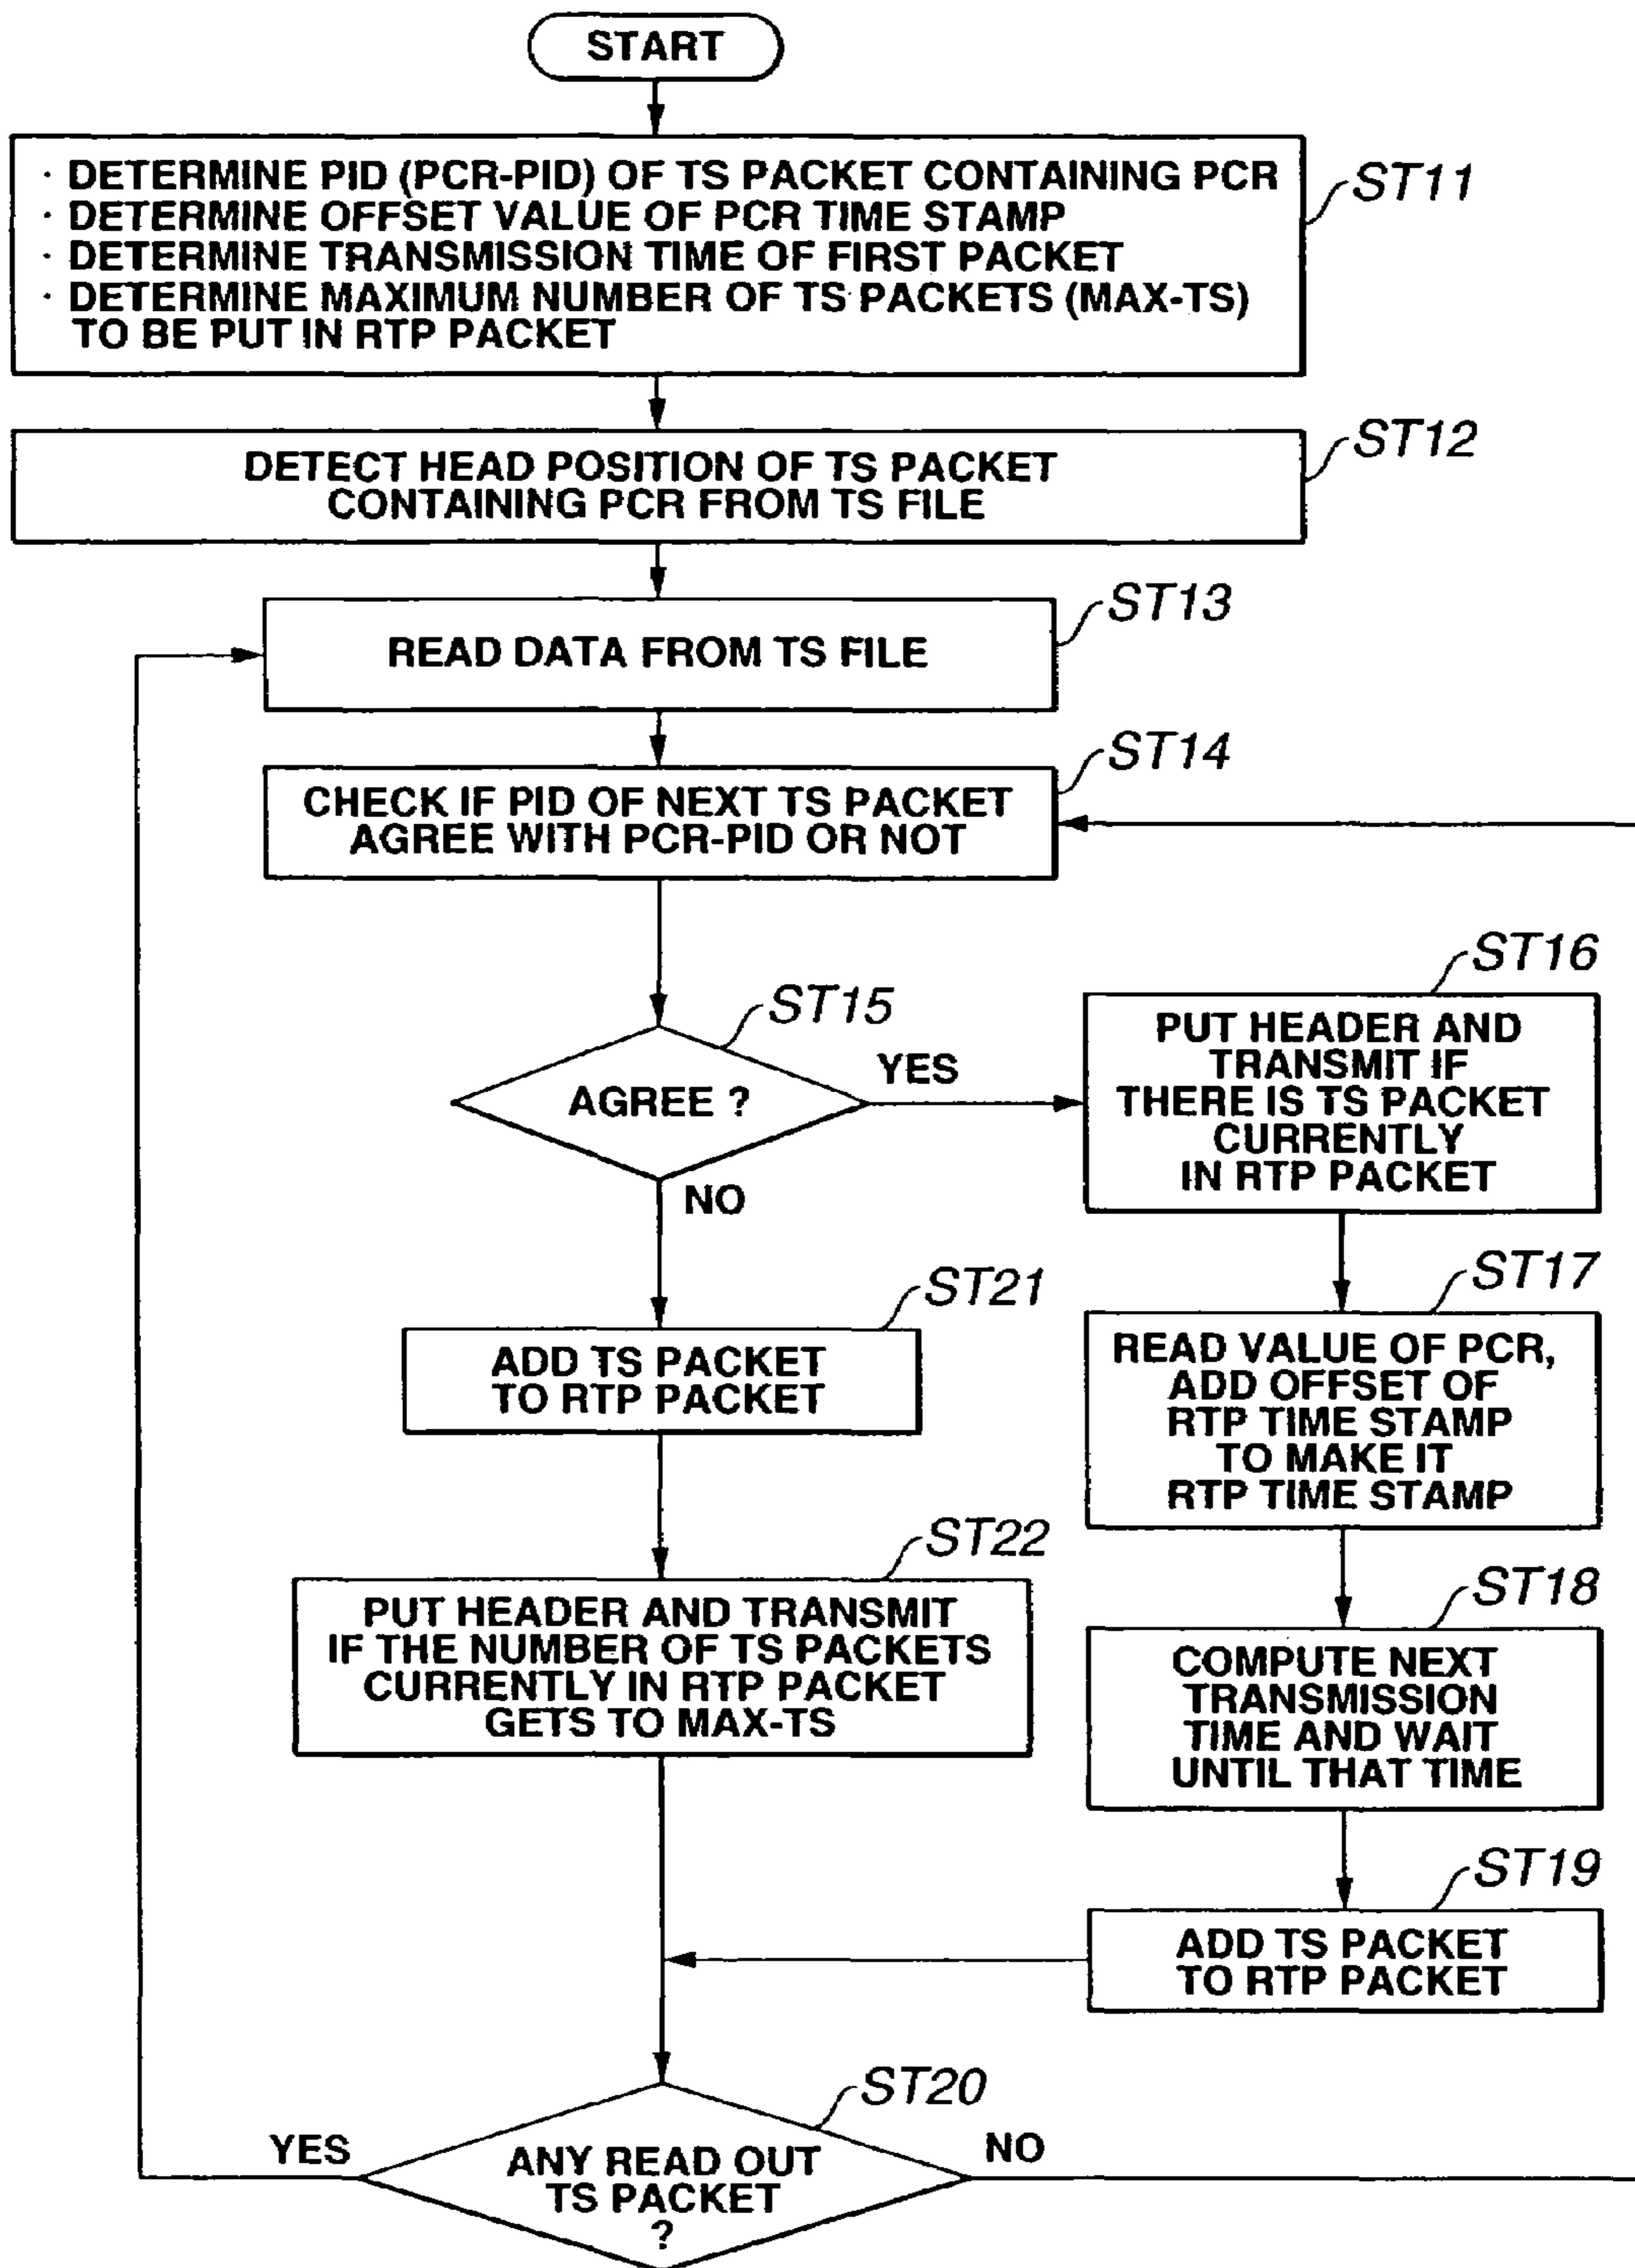 START
· DETERMINE PID (PCR-PID) OF TS PACKET CONTAINING PCR
· DETERMINE OFFSET VALUE OF PCR TIME STAMP
· DETERMINE TRANSMISSION TIME OF FIRST PACKET
· DETERMINE MAXIMUM NUMBER OF TS PACKETS (MAX-TS)
TO BE PUT IN RTP PACKET
ST11
DETECT HEAD POSITION OF TS PACKET
CONTAINING PCR FROM TS FILE
ST12
READ DATA FROM TS FILE
ST13
CHECK IF PID OF NEXT TS PACKET
AGREE WITH PCR-PID OR NOT
ST14
AGREE ?
ST15
YES
NO
PUT HEADER AND
TRANSMIT IF
THERE IS TS PACKET
CURRENTLY
IN RTP PACKET
ST16
READ VALUE OF PCR,
ADD OFFSET OF
RTP TIME STAMP
TO MAKE IT
RTP TIME STAMP
ST17
COMPUTE NEXT
TRANSMISSION
TIME AND WAIT
UNTIL THAT TIME
ST18
ADD TS PACKET
TO RTP PACKET
ST19
ADD TS PACKET
TO RTP PACKET
ST21
PUT HEADER AND TRANSMIT
IF THE NUMBER OF TS PACKETS
CURRENTLY IN RTP PACKET
GETS TO MAX-TS
ST22
ANY READ OUT
TS PACKET
?
ST20
YES
NO